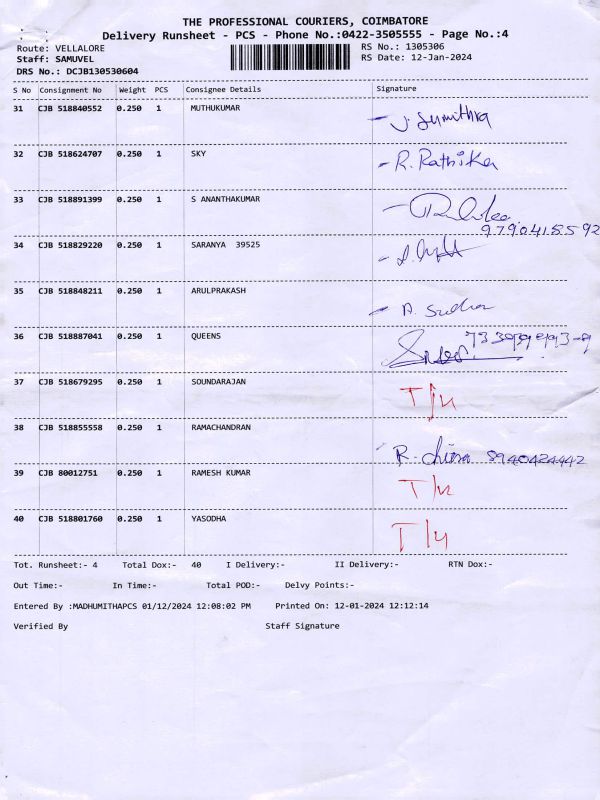 THE PROFESSIONAL COURIERS, COIMBATORE
Delivery Runsheet - PCS - Phone No.:0422-3505555 - Page No.:4
Route: VELLALORE RS No.: 1305306
Staff: SAMUVEL RS Date: 12-Jan-2024
DRS No.: DCJB130530604
S No Consignment No Weight PCS Consignee Details Signature
31 CJB 518840552 0.250 1 MUTHUKUMAR - J. Sumithra
32 CJB 518624707 0.250 1 SKY - R. Rathika
33 CJB 518891399 0.250 1 S ANANTHAKUMAR
9790415592
34 CJB 518829220 0.250 1 SARANYA 39525
35 CJB 518848211 0.250 1 ARULPRAKASH - A. Sudha
36 CJB 518887041 0.250 1 QUEENS
37 CJB 518679295 0.250 1 SOUNDARAJAN T/u
38 CJB 518855558 0.250 1 RAMACHANDRAN
R. 8940424442
39 CJB 80012751 0.250 1 RAMESH KUMAR T/u
40 CJB 518801760 0.250 1 YASODHA T/u
Tot. Runsheet:- 4 Total Dox:- 40 I Delivery:- II Delivery:- RTN Dox:-
Out Time:- In Time:- Total POD:- Delvy Points:-
Entered By :MADHUMITHAPCS 01/12/2024 12:08:02 PM Printed On: 12-01-2024 12:12:14
Verified By Staff Signature